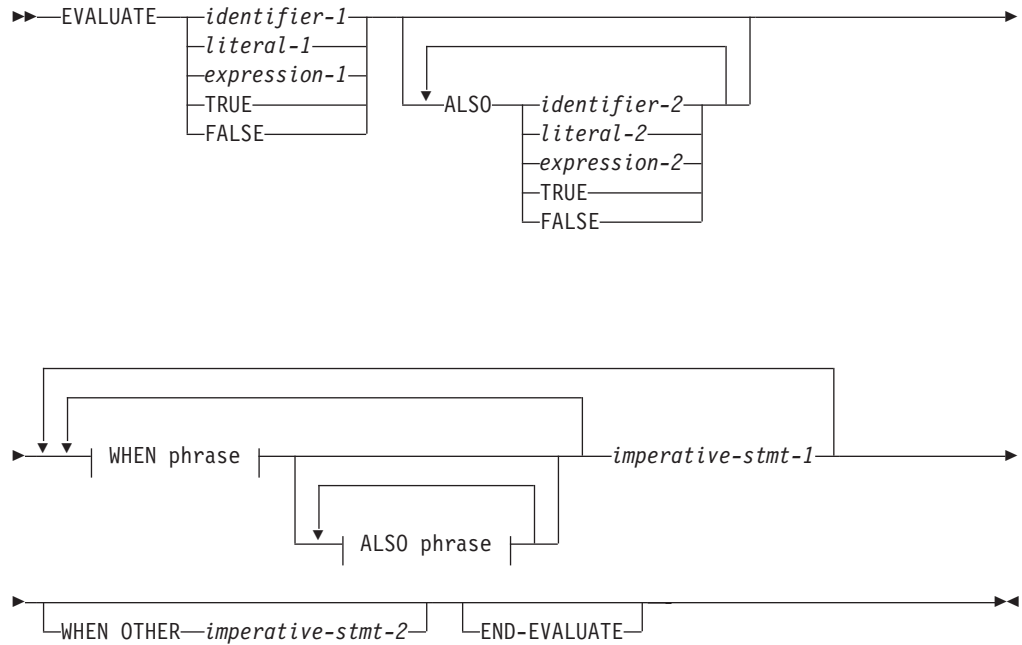 EVALUATE identifier-1
literal-1
expression-1
TRUE
FALSE
ALSO identifier-2
literal-2
expression-2
TRUE
FALSE
WHEN phrase imperative-stmt-1
ALSO phrase
WHEN OTHER imperative-stmt-2 END-EVALUATE